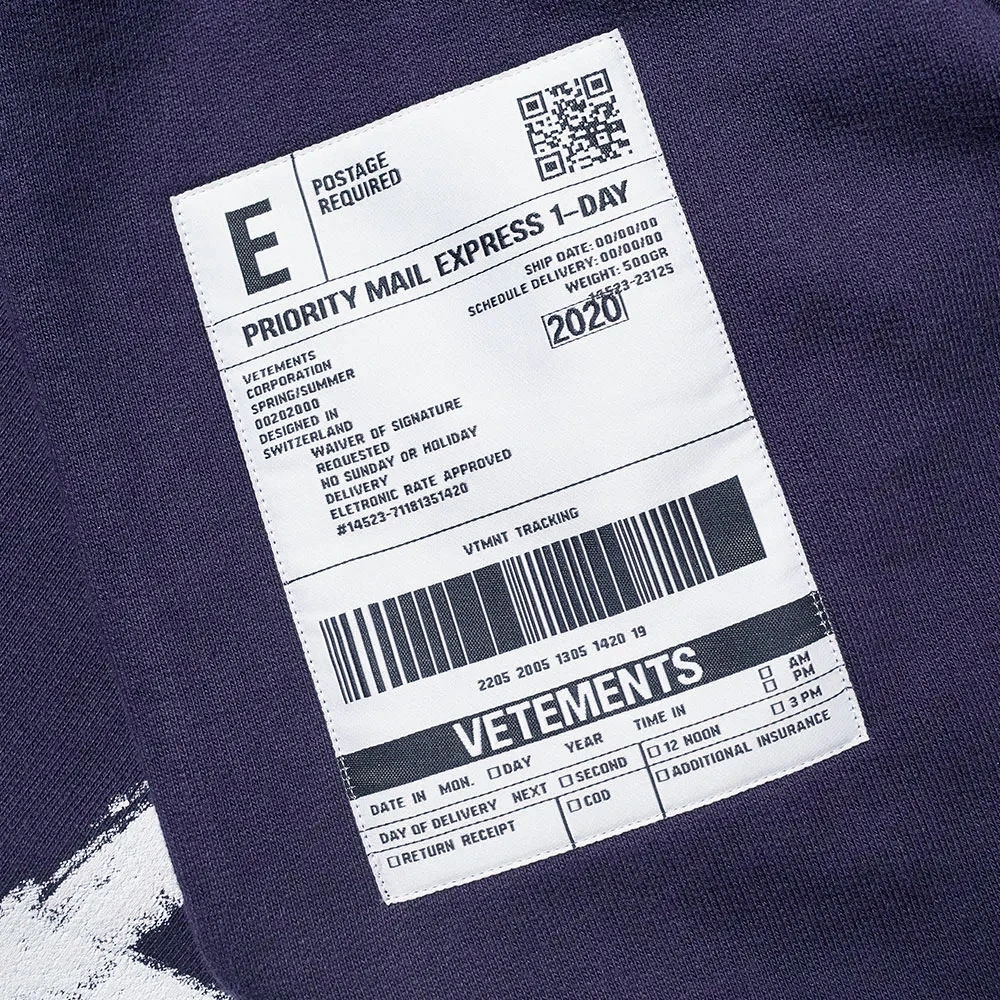 E
POSTAGE
REQUIRED
PRIORITY MAIL EXPRESS 1-DAY
SHIP DATE: 00/00/00
SCHEDULE DELIVERY: 00/00/00
WEIGHT: 500GR
14523-23125
2020
VETEMENTS
CORPORATION
SPRING/SUMMER
00202000
DESIGNED IN
SWITZERLAND
WAIVER OF SIGNATURE
REQUESTED
NO SUNDAY OR HOLIDAY
DELIVERY
ELETRONIC RATE APPROVED
#14523-71181351420
VTMNT TRACKING
2205 2005 1305 1420 19
VETEMENTS
DATE IN MON. DAY YEAR TIME IN AM
PM
DAY OF DELIVERY NEXT SECOND 12 NOON 3 PM
RETURN RECEIPT COD ADDITIONAL INSURANCE